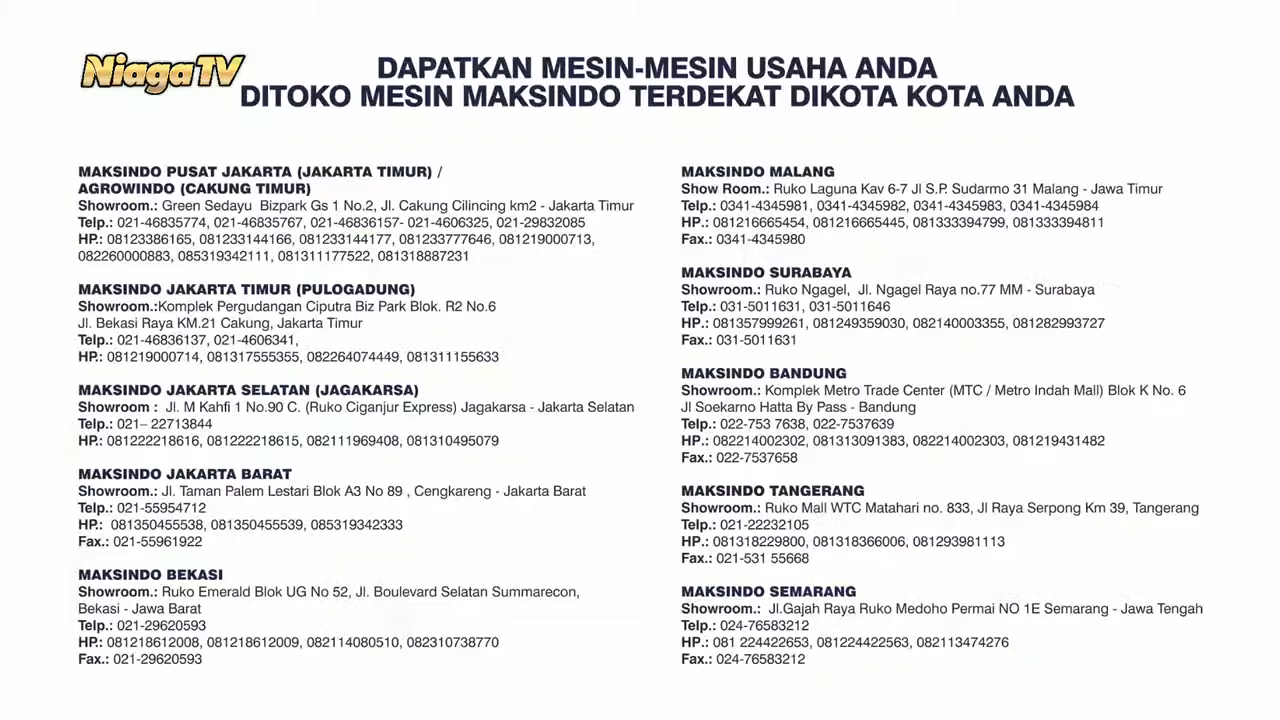 NiagaTV
DAPATKAN MESIN-MESIN USAHA ANDA
DITOKO MESIN MAKSINDO TERDEKAT DIKOTA KOTA ANDA
MAKSINDO PUSAT JAKARTA (JAKARTA TIMUR) /
AGROWINDO (CAKUNG TIMUR)
Showroom.: Green Sedayu Bizpark Gs 1 No.2, Jl. Cakung Cilincing km2 - Jakarta Timur
Telp.: 021-46835774, 021-46835767, 021-46836157- 021-4606325, 021-29832085
HP.: 08123386165, 081233144166, 081233144177, 081233777646, 081219000713,
082260000883, 085319342111, 081311177522, 081318887231
MAKSINDO JAKARTA TIMUR (PULOGADUNG)
Showroom.:Komplek Pergudangan Ciputra Biz Park Blok. R2 No.6
Jl. Bekasi Raya KM.21 Cakung, Jakarta Timur
Telp.: 021-46836137, 021-4606341,
HP.: 081219000714, 081317555355, 082264074449, 081311155633
MAKSINDO JAKARTA SELATAN (JAGAKARSA)
Showroom : Jl. M Kahfi 1 No.90 C. (Ruko Ciganjur Express) Jagakarsa - Jakarta Selatan
Telp.: 021– 22713844
HP.: 081222218616, 081222218615, 082111969408, 081310495079
MAKSINDO JAKARTA BARAT
Showroom.: Jl. Taman Palem Lestari Blok A3 No 89 , Cengkareng - Jakarta Barat
Telp.: 021-55954712
HP.: 081350455538, 081350455539, 085319342333
Fax.: 021-55961922
MAKSINDO BEKASI
Showroom.: Ruko Emerald Blok UG No 52, Jl. Boulevard Selatan Summarecon,
Bekasi - Jawa Barat
Telp.: 021-29620593
HP.: 081218612008, 081218612009, 082114080510, 082310738770
Fax.: 021-29620593
MAKSINDO MALANG
Show Room.: Ruko Laguna Kav 6-7 Jl S.P. Sudarmo 31 Malang - Jawa Timur
Telp.: 0341-4345981, 0341-4345982, 0341-4345983, 0341-4345984
HP.: 081216665454, 081216665445, 081333394799, 081333394811
Fax.: 0341-4345980
MAKSINDO SURABAYA
Showroom.: Ruko Ngagel, Jl. Ngagel Raya no.77 MM - Surabaya
Telp.: 031-5011631, 031-5011646
HP.: 081357999261, 081249359030, 082140003355, 081282993727
Fax.: 031-5011631
MAKSINDO BANDUNG
Showroom.: Komplek Metro Trade Center (MTC / Metro Indah Mall) Blok K No. 6
Jl Soekarno Hatta By Pass - Bandung
Telp.: 022-753 7638, 022-7537639
HP.: 082214002302, 081313091383, 082214002303, 081219431482
Fax.: 022-7537658
MAKSINDO TANGERANG
Showroom.: Ruko Mall WTC Matahari no. 833, Jl Raya Serpong Km 39, Tangerang
Telp.: 021-22232105
HP.: 081318229800, 081318366006, 081293981113
Fax.: 021-531 55668
MAKSINDO SEMARANG
Showroom.: Jl.Gajah Raya Ruko Medoho Permai NO 1E Semarang - Jawa Tengah
Telp.: 024-76583212
HP.: 081 224422653, 081224422563, 082113474276
Fax.: 024-76583212